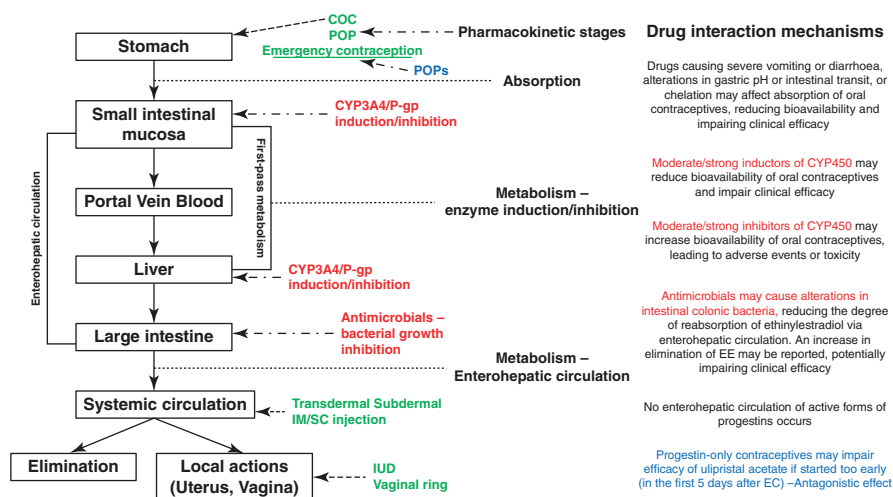 COC
POP
Emergency contraception
POPs
Pharmacokinetic stages
Drug interaction mechanisms
Stomach
Absorption
Drugs causing severe vomiting or diarrhoea,
alterations in gastric pH or intestinal transit, or
chelation may affect absorption of oral
contraceptives, reducing bioavailability and
impairing clinical efficacy
Small intestinal
mucosa
CYP3A4/P-gp
induction/inhibition
Enterohepatic circulation
First-pass metabolism
Portal Vein Blood
Metabolism –
enzyme induction/inhibition
Moderate/strong inductors of CYP450 may
reduce bioavailability of oral contraceptives
and impair clinical efficacy
Moderate/strong inhibitors of CYP450 may
increase bioavailability of oral contraceptives,
leading to adverse events or toxicity
Liver
CYP3A4/P-gp
induction/inhibition
Large intestine
Antimicrobials –
bacterial growth
inhibition
Metabolism –
Enterohepatic circulation
Antimicrobials may cause alterations in
intestinal colonic bacteria, reducing the degree
of reabsorption of ethinylestradiol via
enterohepatic circulation. An increase in
elimination of EE may be reported, potentially
impairing clinical efficacy
Systemic circulation
Transdermal Subdermal
IM/SC injection
No enterohepatic circulation of active forms of
progestins occurs
Elimination
Local actions
(Uterus, Vagina)
IUD
Vaginal ring
Progestin-only contraceptives may impair
efficacy of ulipristal acetate if started too early
(in the first 5 days after EC) –Antagonistic effect